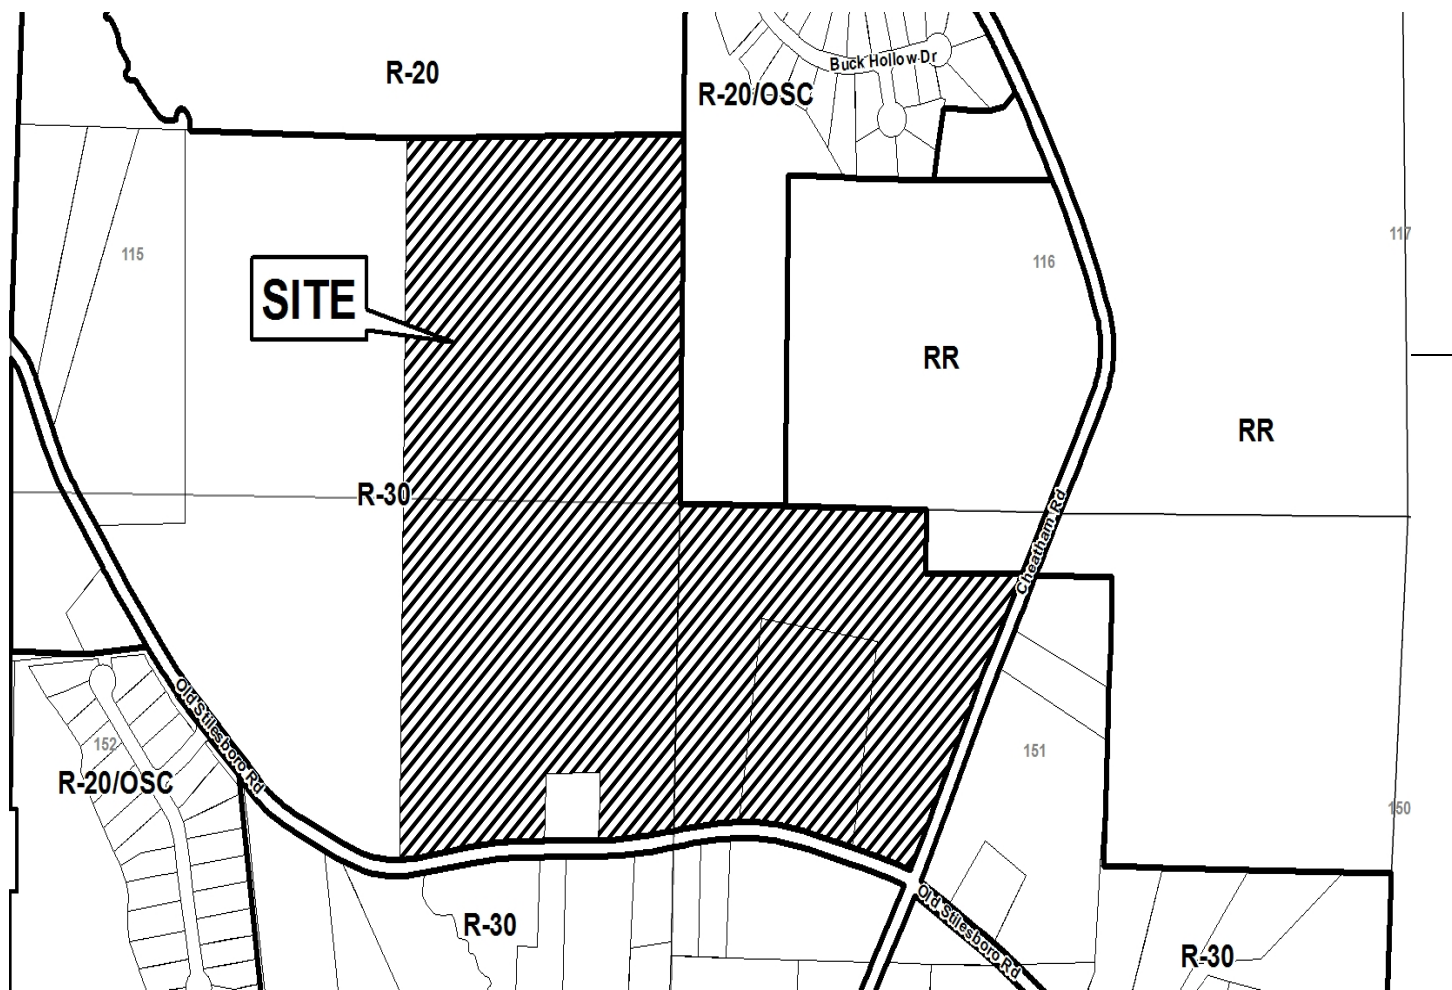 Buck Hollow Dr
R-20
R-20/OSC
117
115
116
SITE
RR
RR
R-30
Cheatham Rd
Old Stilesboro Rd
152
151
R-20/OSC
150
Old Stilesboro Rd
R-30
R-30